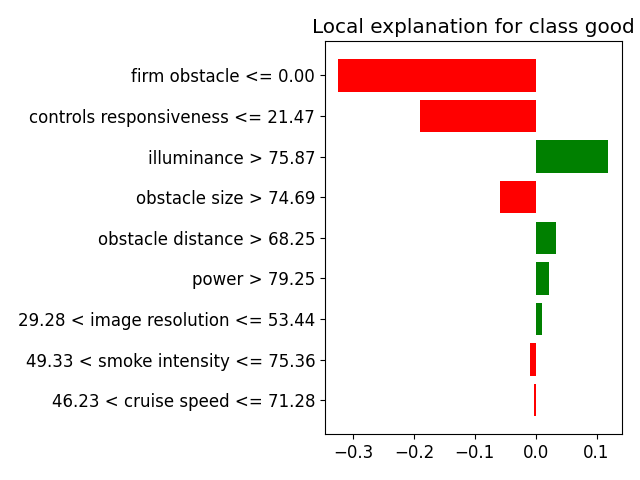 Local explanation for class good
firm obstacle <= 0.00
controls responsiveness <= 21.47
illuminance > 75.87
obstacle size > 74.69
obstacle distance > 68.25
power > 79.25
29.28 < image resolution <= 53.44
49.33 < smoke intensity <= 75.36
46.23 < cruise speed <= 71.28
−0.3 −0.2 −0.1 0.0 0.1